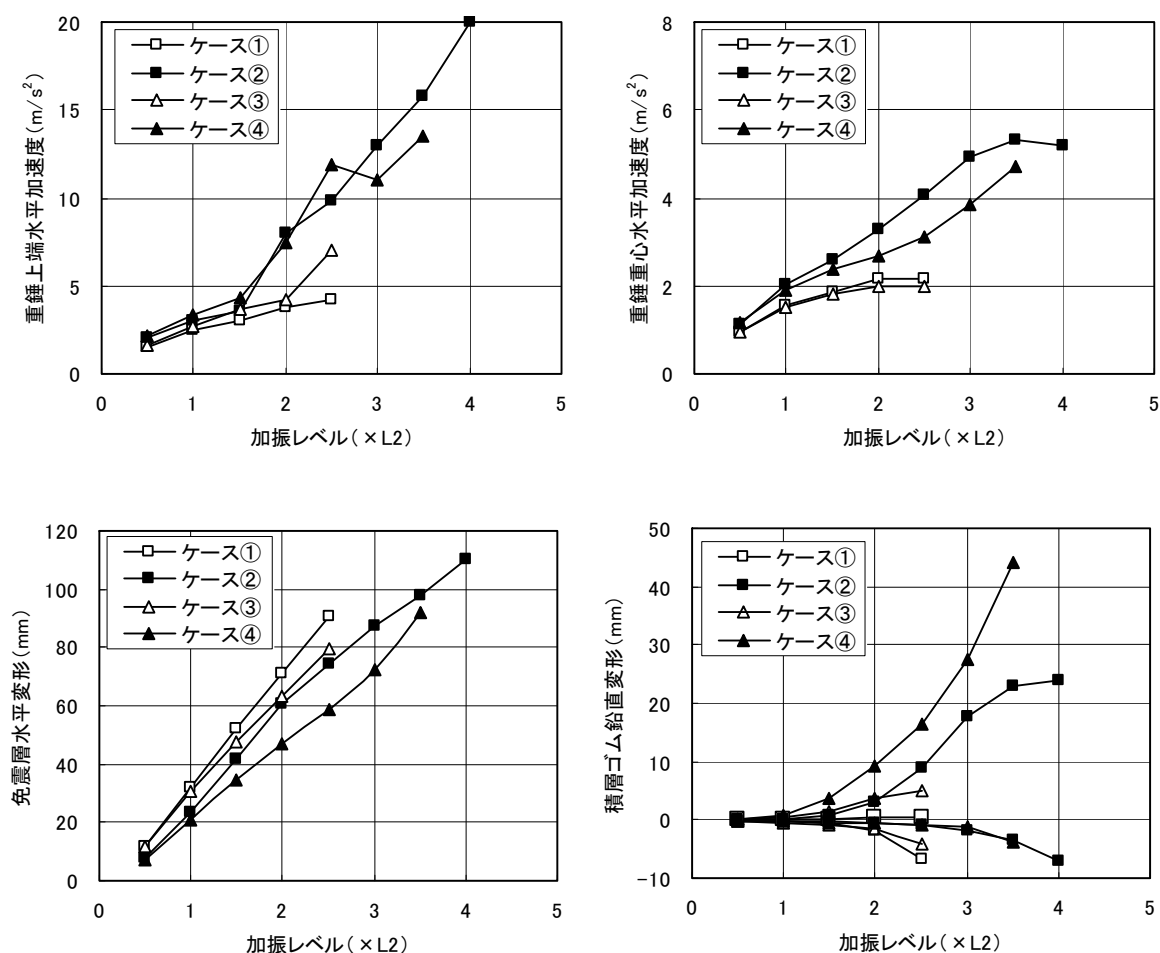 重錘上端水平加速度(m/s²)
20
15
10
5
0
ケース①
ケース②
ケース③
ケース④
0 1 2 3 4 5
加振レベル(×L2)
重錘重心水平加速度(m/s²)
8
6
4
2
0
ケース①
ケース②
ケース③
ケース④
0 1 2 3 4 5
加振レベル(×L2)
免震層水平変形(mm)
120
100
80
60
40
20
0
ケース①
ケース②
ケース③
ケース④
0 1 2 3 4 5
加振レベル(×L2)
積層ゴム鉛直変形(mm)
50
40
30
20
10
0
-10
ケース①
ケース②
ケース③
ケース④
0 1 2 3 4 5
加振レベル(×L2)